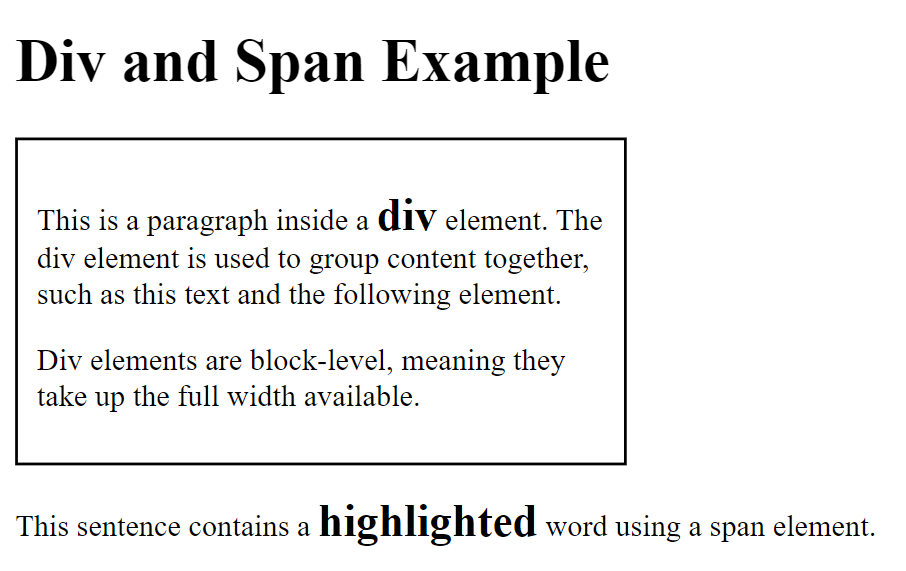 Div and Span Example
This is a paragraph inside a div element. The
div element is used to group content together,
such as this text and the following element.
Div elements are block-level, meaning they
take up the full width available.
This sentence contains a highlighted word using a span element.